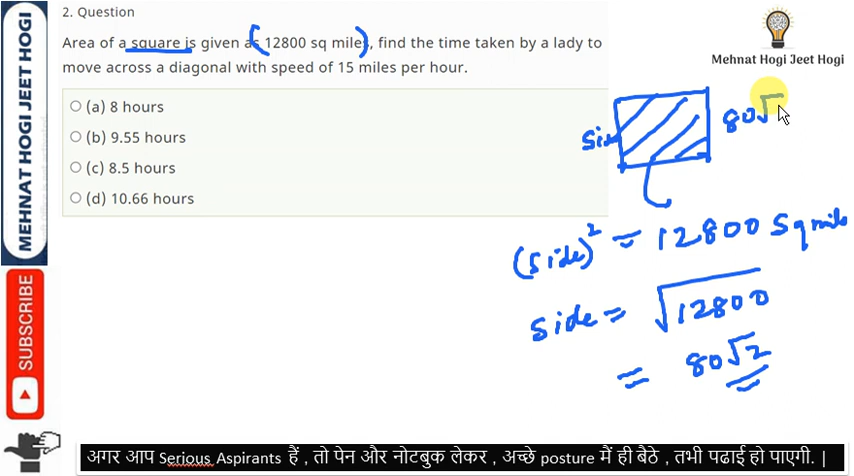 MEHNAT HOGI JEET HOGI
SUBSCRIBE
2. Question
Area of a square is given as 12800 sq miles, find the time taken by a lady to
move across a diagonal with speed of 15 miles per hour.
(a) 8 hours
(b) 9.55 hours
(c) 8.5 hours
(d) 10.66 hours
Mehnat Hogi Jeet Hogi
80√
(side)² = 12800 Sq mile
side = √12800
= 80√2
अगर आप Serious Aspirants हैं , तो पेन और नोटबुक लेकर , अच्छे posture मैं ही बैठे , तभी पढाई हो पाएगी. |